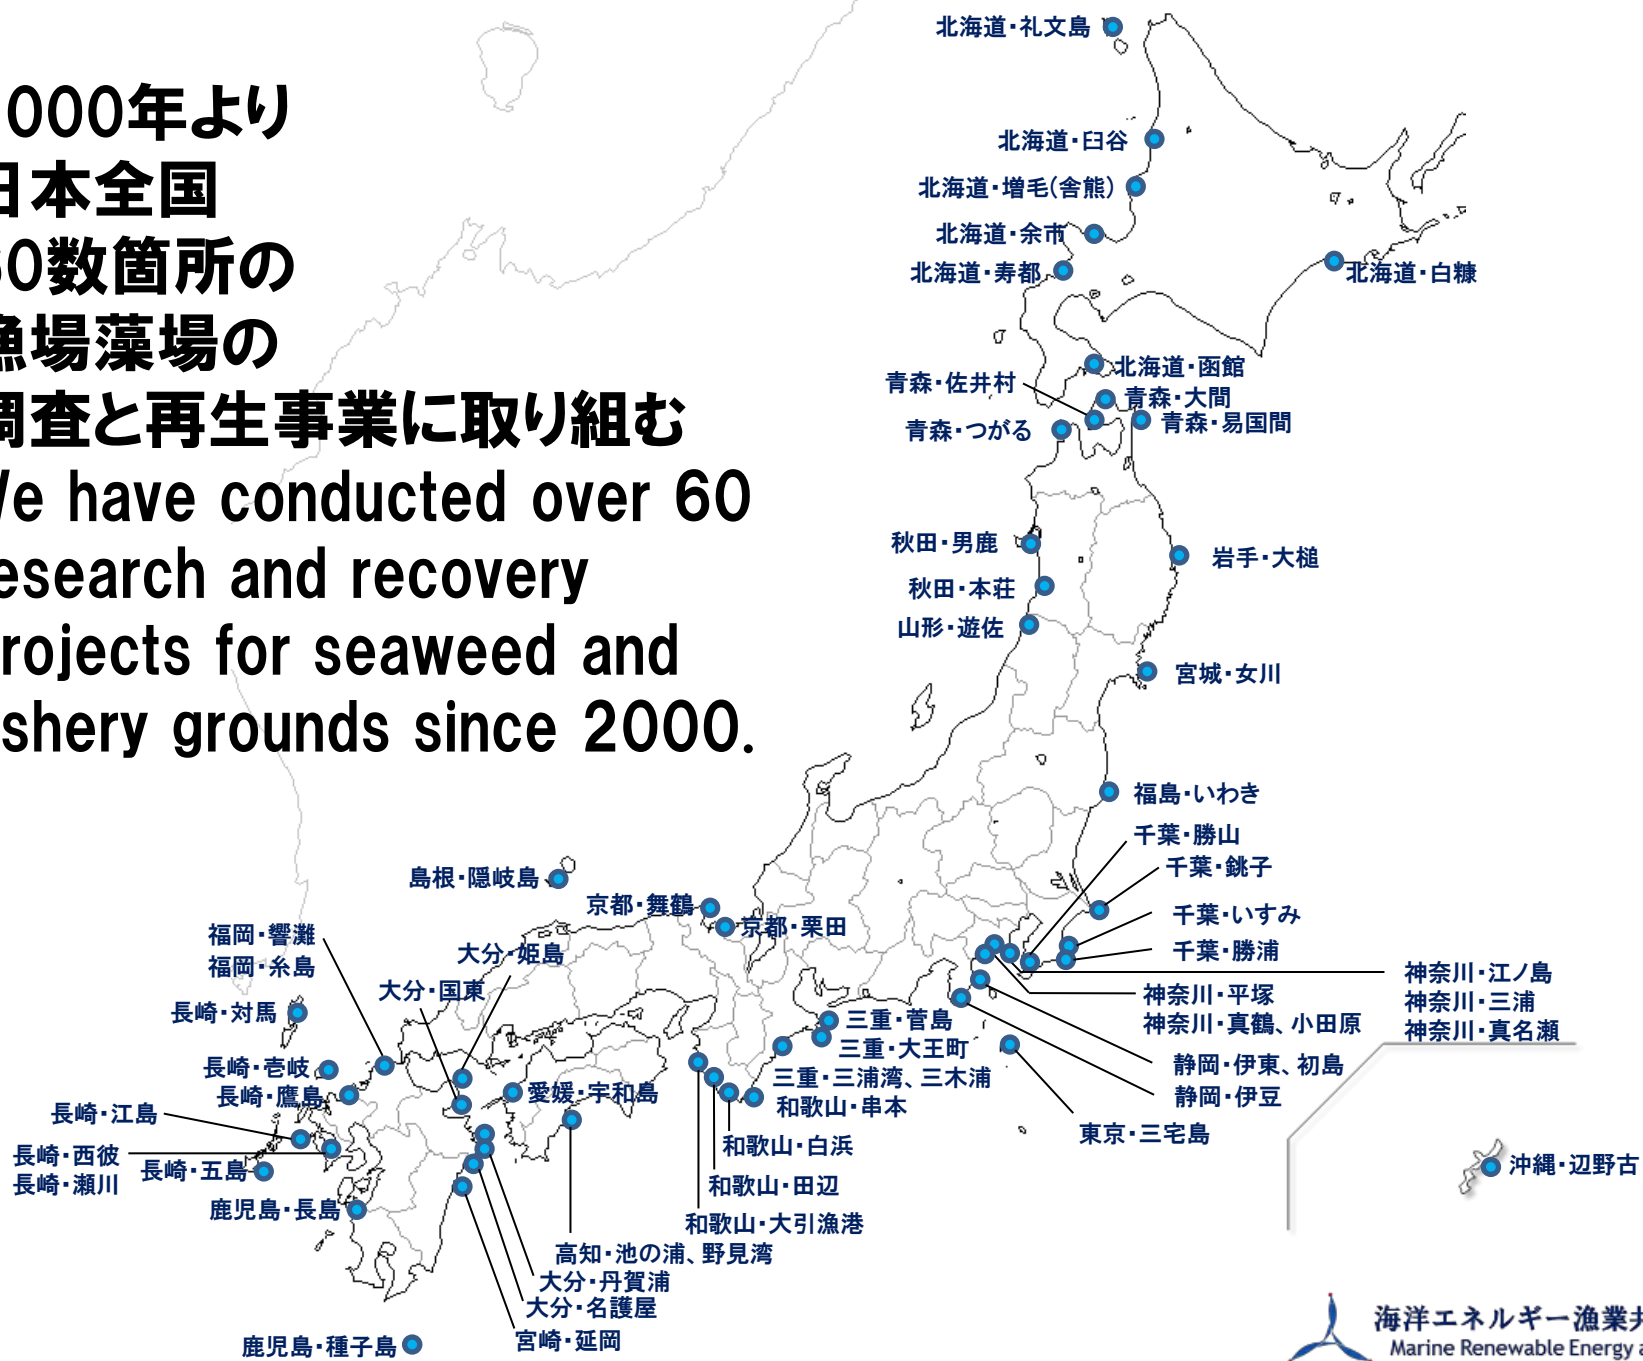 000年より
日本全国
60数箇所の
漁場藻場の
調査と再生事業に取り組む
We have conducted over 60
esearch and recovery
rojects for seaweed and
shery grounds since 2000.
北海道・礼文島
北海道・臼谷
北海道・増毛(舎熊)
北海道・余市
北海道・寿都
北海道・白糠
北海道・函館
青森・佐井村
青森・大間
青森・易国間
青森・つがる
秋田・男鹿
岩手・大槌
秋田・本荘
山形・遊佐
宮城・女川
福島・いわき
千葉・勝山
千葉・銚子
千葉・いすみ
千葉・勝浦
島根・隠岐島
京都・舞鶴
京都・栗田
福岡・響灘
福岡・糸島
大分・姫島
大分・国東
長崎・対馬
長崎・壱岐
長崎・鷹島
長崎・江島
長崎・西彼
長崎・瀬川
長崎・五島
鹿児島・長島
鹿児島・種子島
愛媛・宇和島
三重・菅島
三重・大王町
三重・三浦湾、三木浦
和歌山・串本
和歌山・白浜
和歌山・田辺
和歌山・大引漁港
高知・池の浦、野見湾
大分・丹賀浦
大分・名護屋
宮崎・延岡
神奈川・江ノ島
神奈川・三浦
神奈川・真名瀬
神奈川・平塚
神奈川・真鶴、小田原
静岡・伊東、初島
静岡・伊豆
東京・三宅島
沖縄・辺野古
海洋エネルギー漁業共
Marine Renewable Energy a